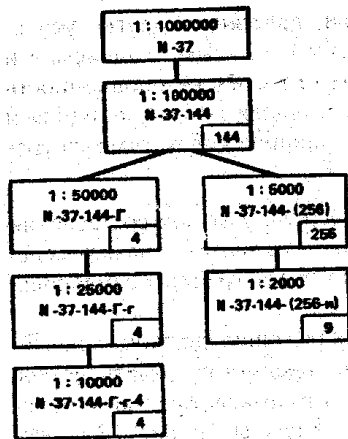 1 : 1000000
N-37
1 : 100000
N-37-144
144
1 : 50000
N-37-144-Г
4
1 : 5000
N-37-144-(256)
256
1 : 25000
N-37-144-Г-г
4
1 : 2000
N-37-144-(256-и)
9
1 : 10000
N-37-144-Г-г-4
4